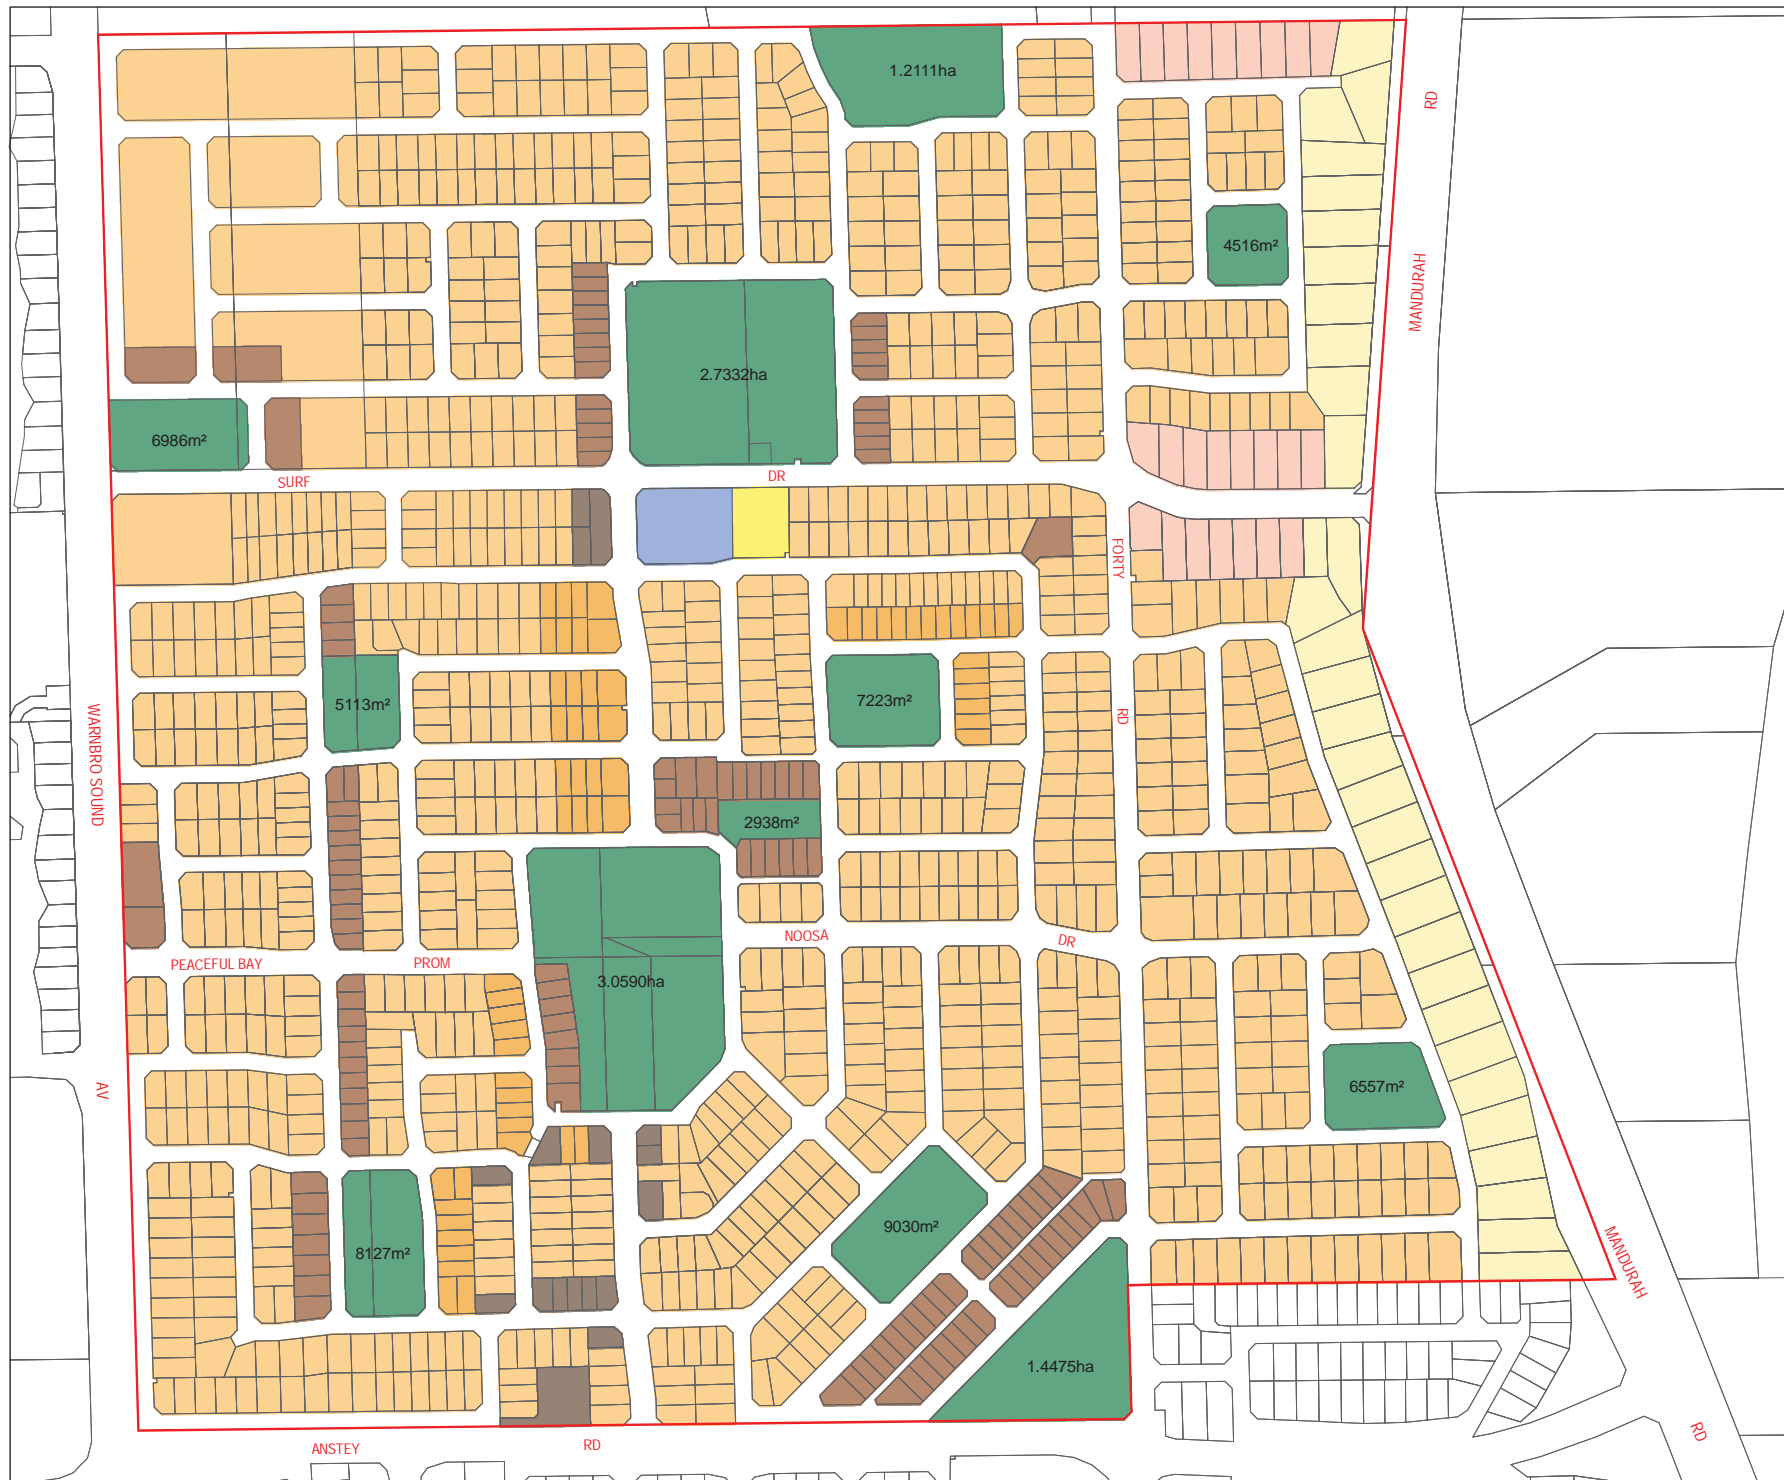 1.2111ha
RD
4516m²
MANDURAH
2.7332ha
6986m²
SURF
DR
FORTY
5113m²
7223m²
RD
WARNBRO SOUND
2938m²
NOOSA
DR
PEACEFUL BAY
PROM
3.0590ha
6557m²
AV
9030m²
8127m²
MANDURAH
1.4475ha
RD
ANSTEY
RD